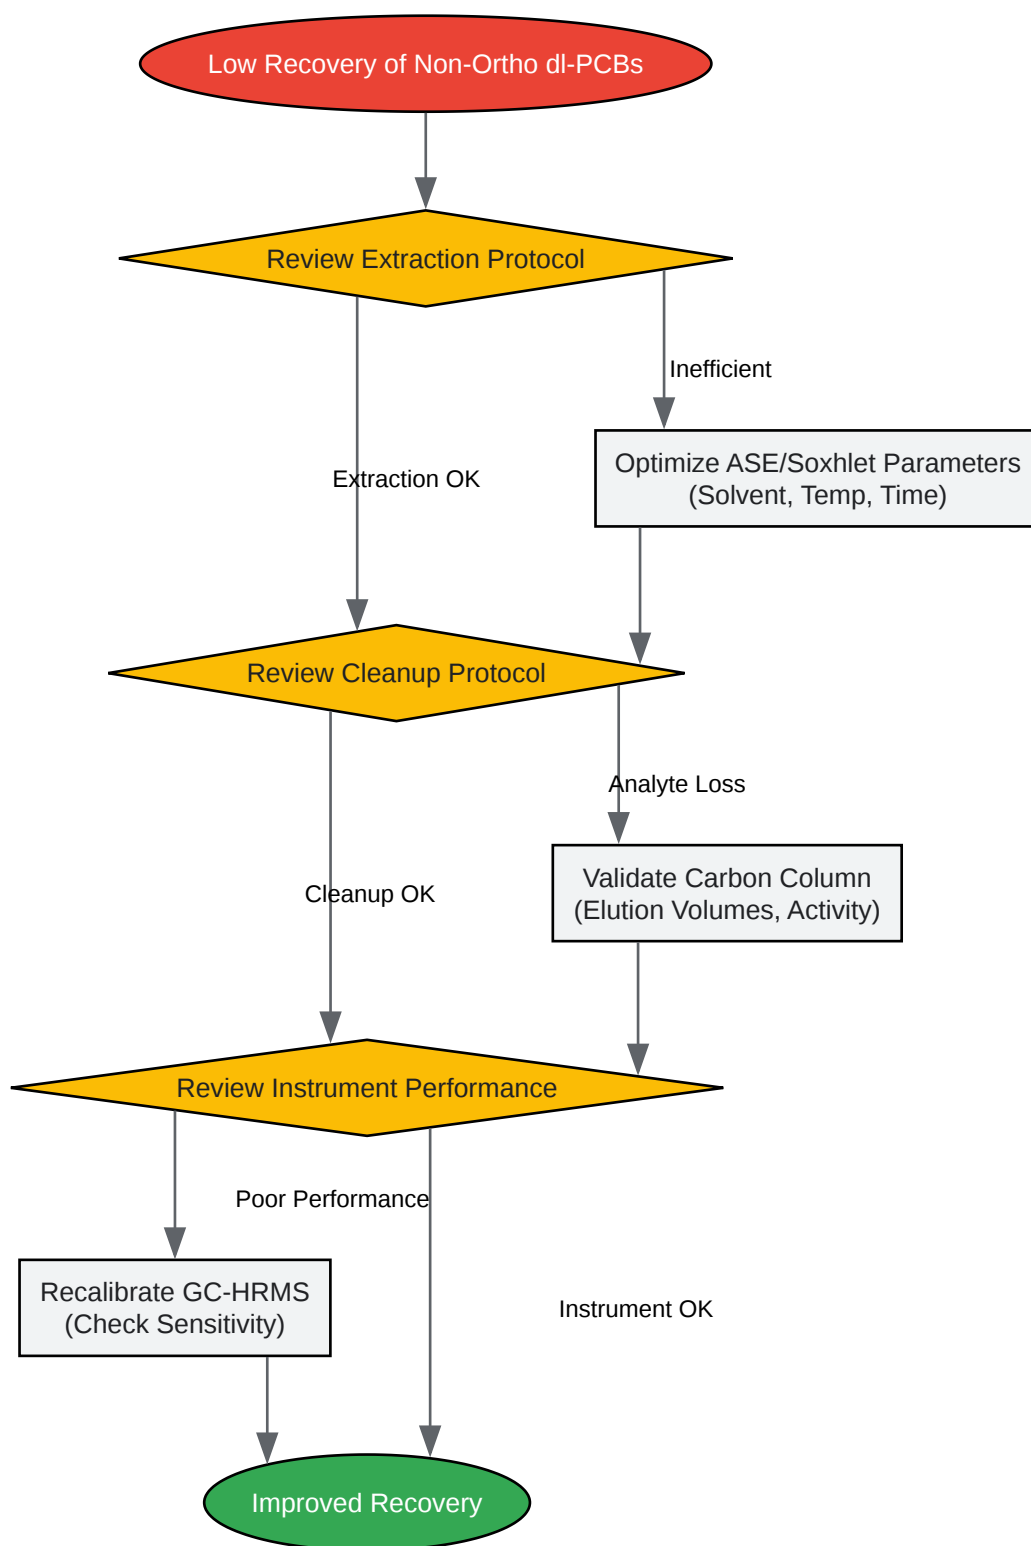 Low Recovery of Non-Ortho dl-PCBs
Review Extraction Protocol
Inefficient
Optimize ASE/Soxhlet Parameters
(Solvent, Temp, Time)
Extraction OK
Review Cleanup Protocol
Analyte Loss
Validate Carbon Column
(Elution Volumes, Activity)
Cleanup OK
Review Instrument Performance
Poor Performance
Recalibrate GC-HRMS
(Check Sensitivity)
Instrument OK
Improved Recovery